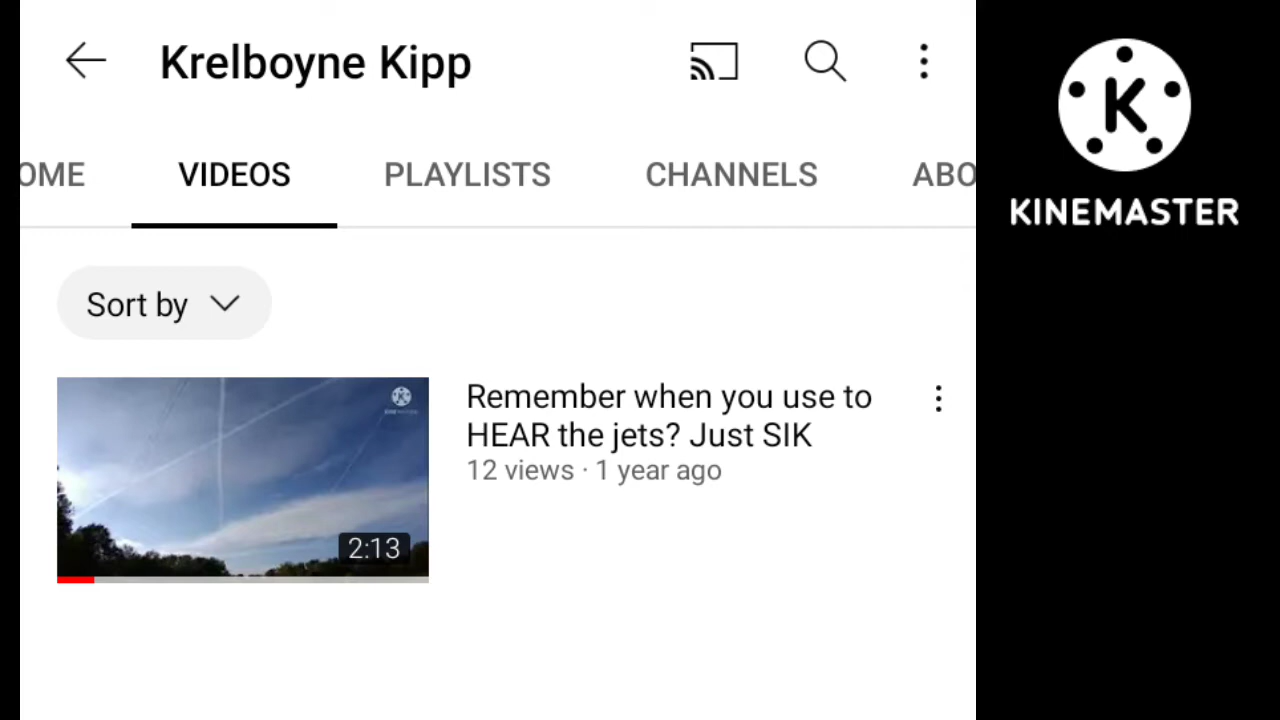 Krelboyne Kipp
K
KINEMASTER
OME VIDEOS PLAYLISTS CHANNELS ABO
Sort by
Remember when you use to
HEAR the jets? Just SIK
12 views · 1 year ago
K
KINEMASTER
2:13